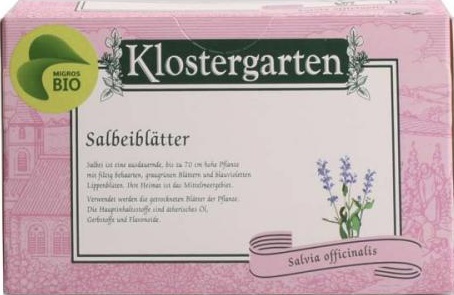 MIGROS
BIO
Klostergarten
Salbeiblätter
Salbei ist eine ausdauernde, bis zu 70 cm hohe Pflanze
mit filzig behaarten, graugrünen Blättern und blauvioletten
Lippenblüten. Ihre Heimat ist das Mittelmeergebiet.
Verwendet werden die getrockneten Blätter der Pflanze.
Die Hauptinhaltsstoffe sind ätherisches Öl,
Gerbstoffe und Flavonoide.
Salvia officinalis